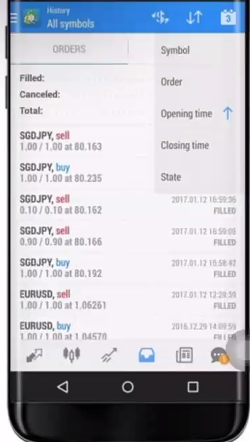 History
All symbols
3
ORDERS
Symbol
Order
Opening time
Closing time
State
Filled:
Canceled:
Total:
SGDJPY, sell
1.00 / 1.00 at 80.163
SGDJPY, buy
1.00 / 1.00 at 80.235
SGDJPY, sell
2017.01.12 16:59:36
0.10 / 0.10 at 80.162
FILLED
SGDJPY, sell
2017.01.12 16:59:05
0.90 / 0.90 at 80.166
FILLED
SGDJPY, buy
2017.01.12 15:58:42
1.00 / 1.00 at 80.192
FILLED
EURUSD, sell
2017.01.12 12:28:59
1.00 / 1.00 at 1.06261
FILLED
EURUSD, buy
2016.12.29 14:09:59
1.00 / 1.00 at 1.04570
FILLED